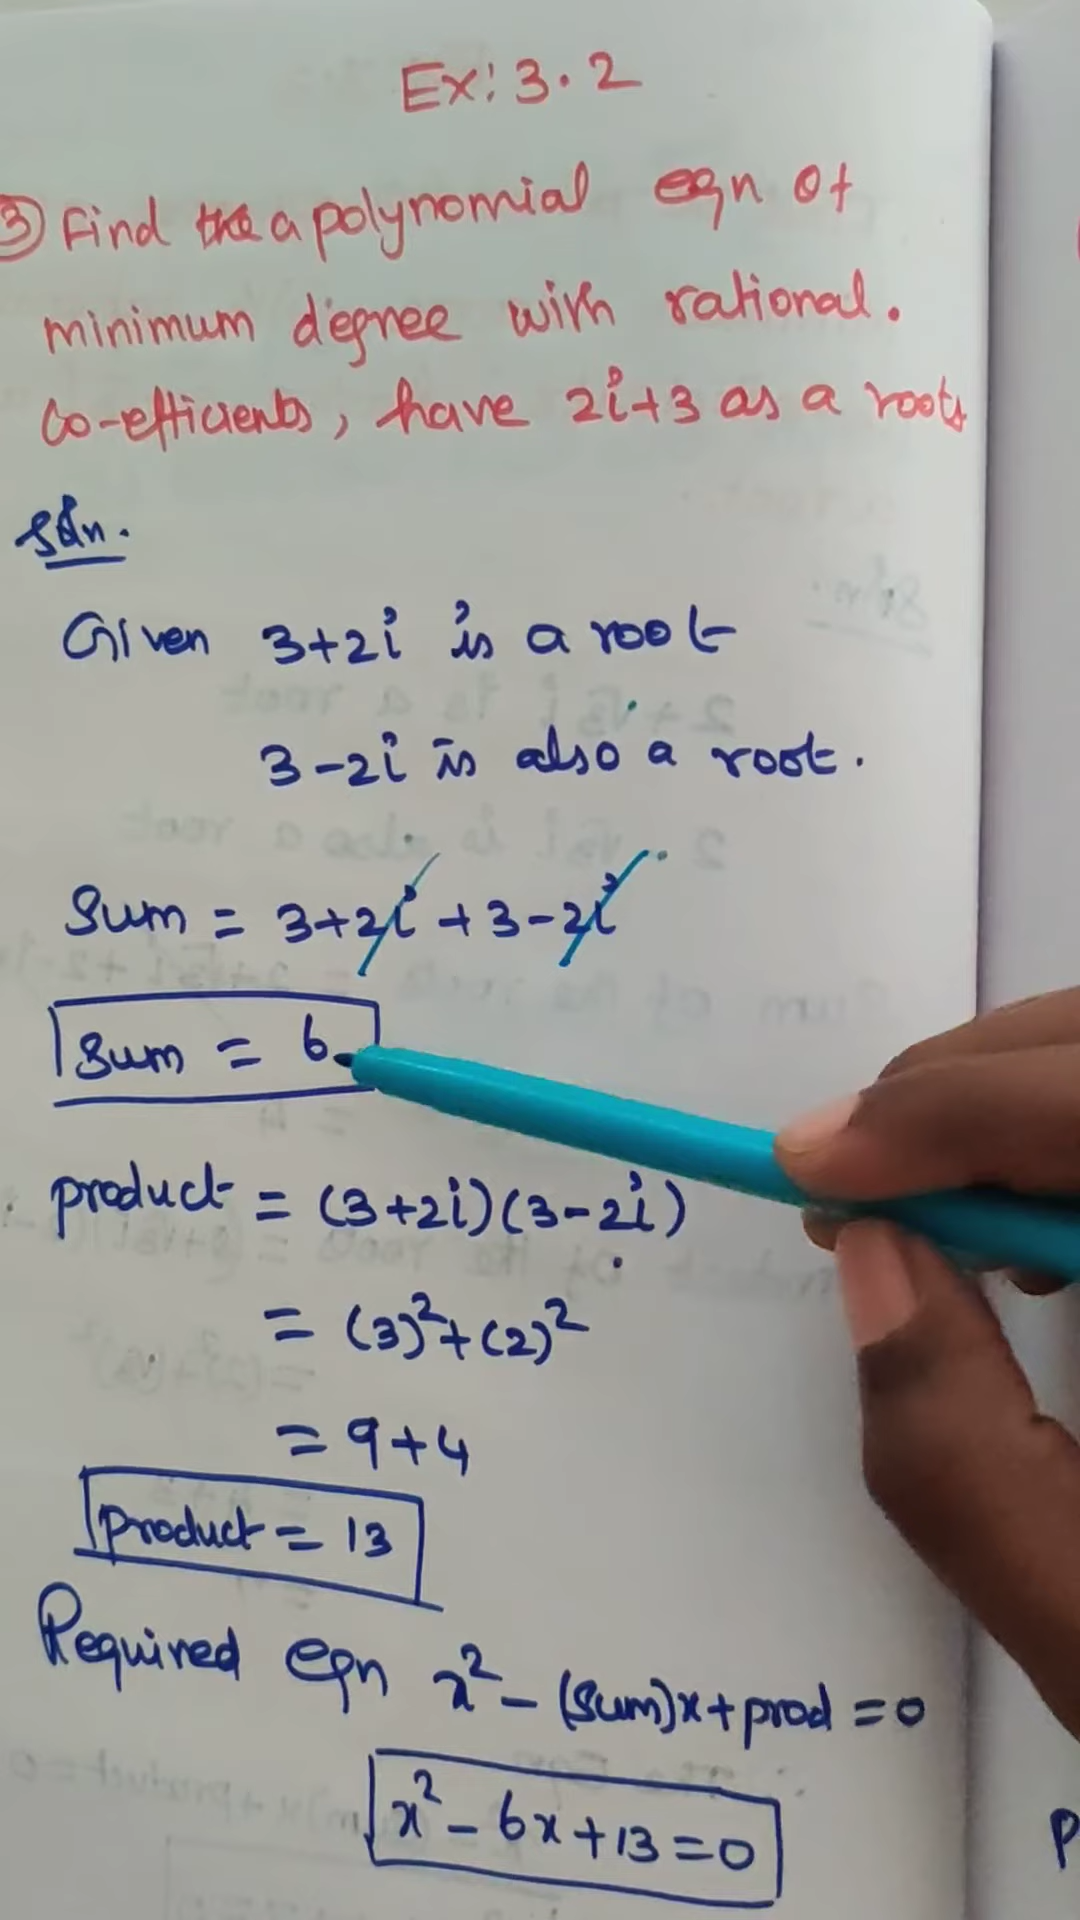 Ex: 3.2
③ Find the a polynomial eqn of
minimum degree with rational.
co-efficients, have 2i+3 as a roots
Soln.
Given 3+2i is a root
3-2i is also a root.
Sum = 3+2i+3-2i
Sum = 6
product = (3+2i)(3-2i)
= (3)²+(2)²
= 9+4
product = 13
Required eqn x² - (sum)x + prod = 0
x² - 6x + 13 = 0